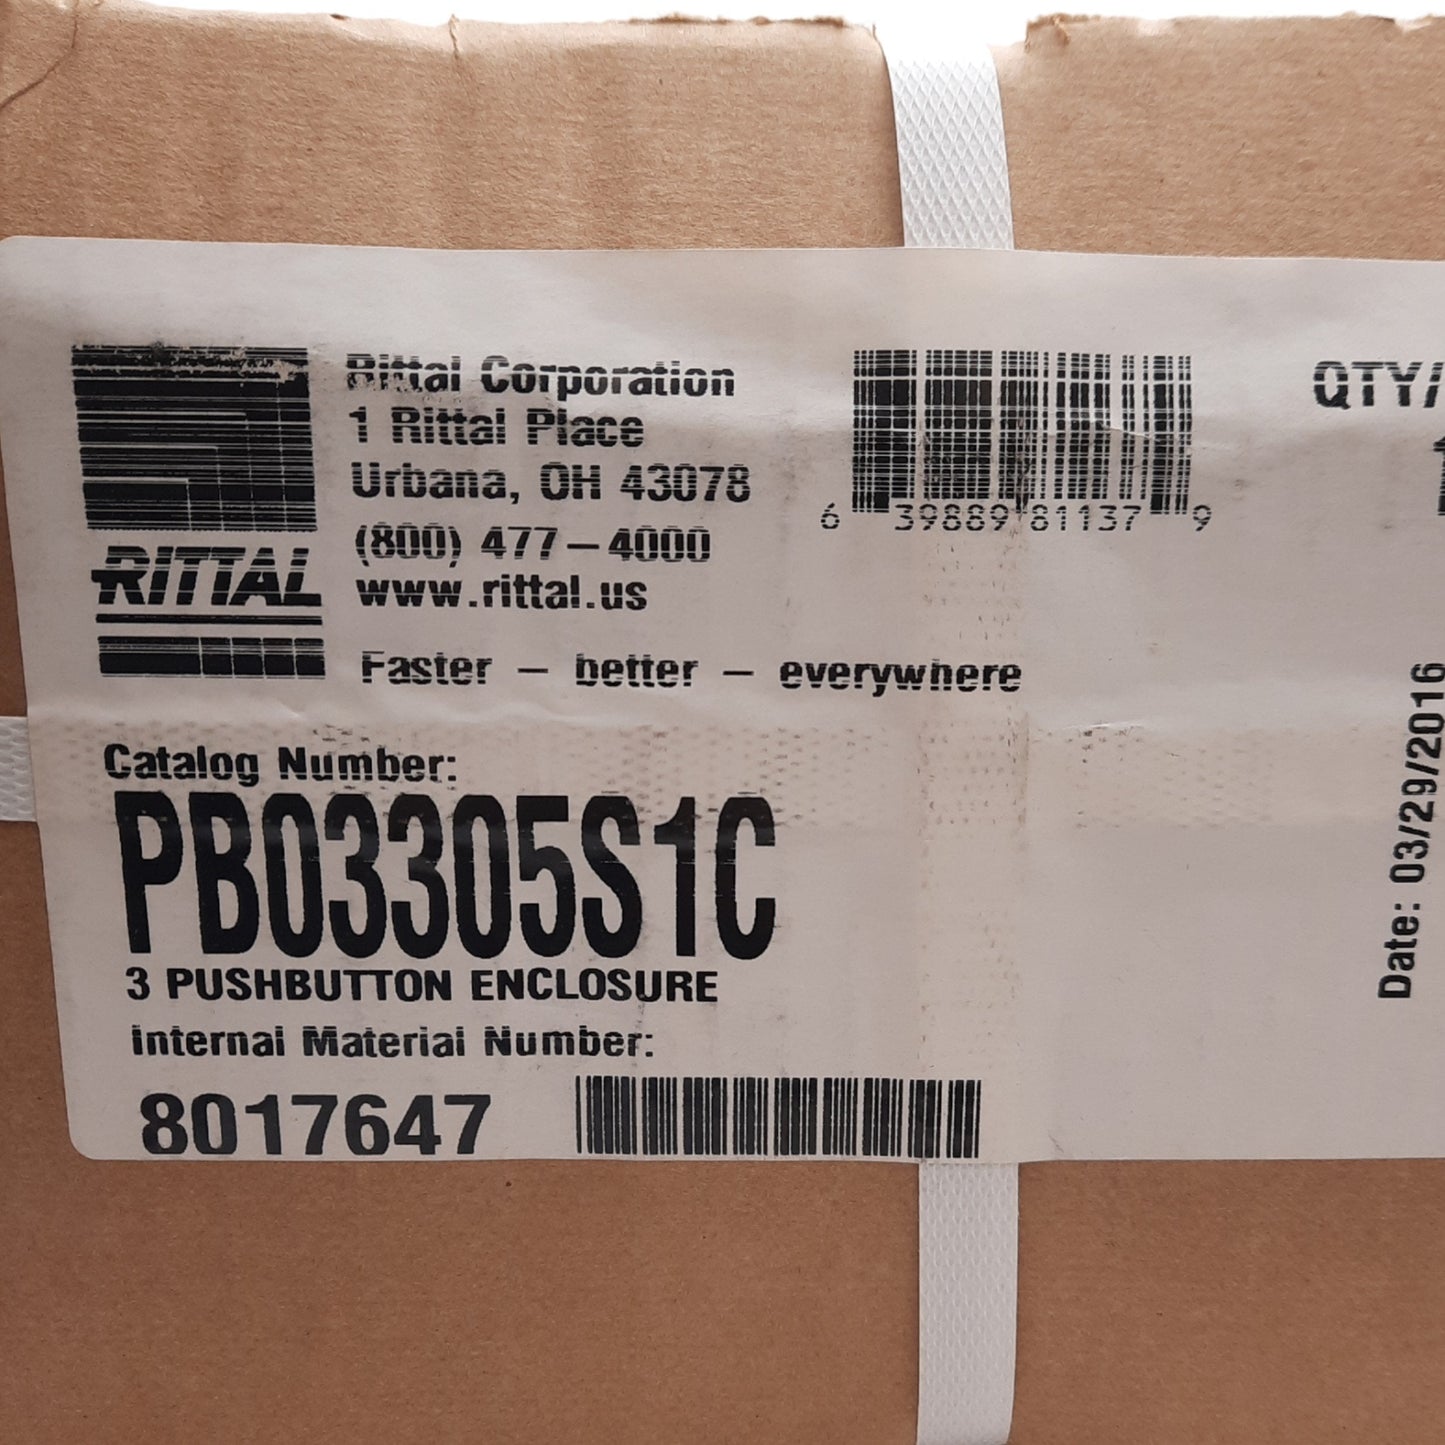 Rittal Corporation
1 Rittal Place
Urbana, OH 43078
(800) 477-4000
www.rittal.us
RITTAL
Faster - better - everywhere
6 39889 81137 9
QTY/
1
Date: 03/29/2016
Catalog Number:
PB03305S1C
3 PUSHBUTTON ENCLOSURE
Internal Material Number:
8017647